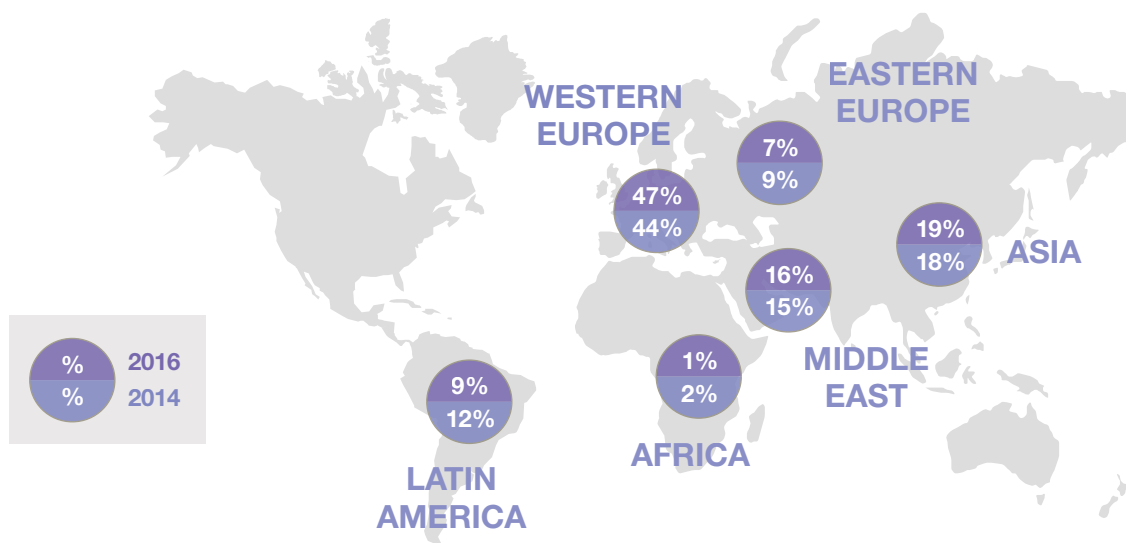 WESTERN
EUROPE
47%
44%
EASTERN
EUROPE
7%
9%
19%
18%
ASIA
16%
15%
MIDDLE
EAST
1%
2%
AFRICA
9%
12%
LATIN
AMERICA
% 2016
% 2014